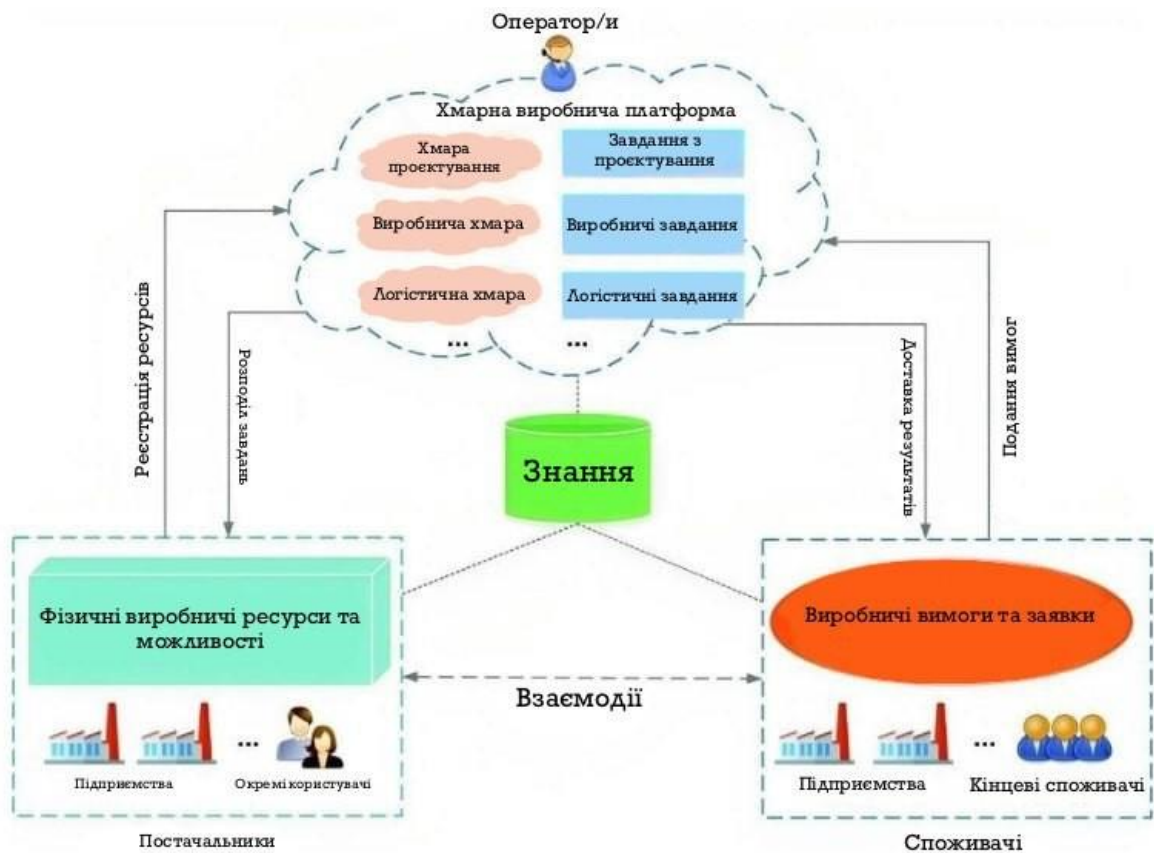 Оператор/и
Хмарна виробнича платформа
Хмара
проєктування
Завдання з
проєктування
Виробнича хмара
Виробничі завдання
Логістична хмара
Логістичні завдання
...
...
Реєстрація ресурсів
Розподіл завдань
Доставка результатів
Подання вимог
Знання
Фізичні виробничі ресурси та
можливості
Виробничі вимоги та заявки
Взаємодії
...
Підприємства
Окремі користувачі
...
Підприємства
Кінцеві споживачі
Постачальники
Споживачі